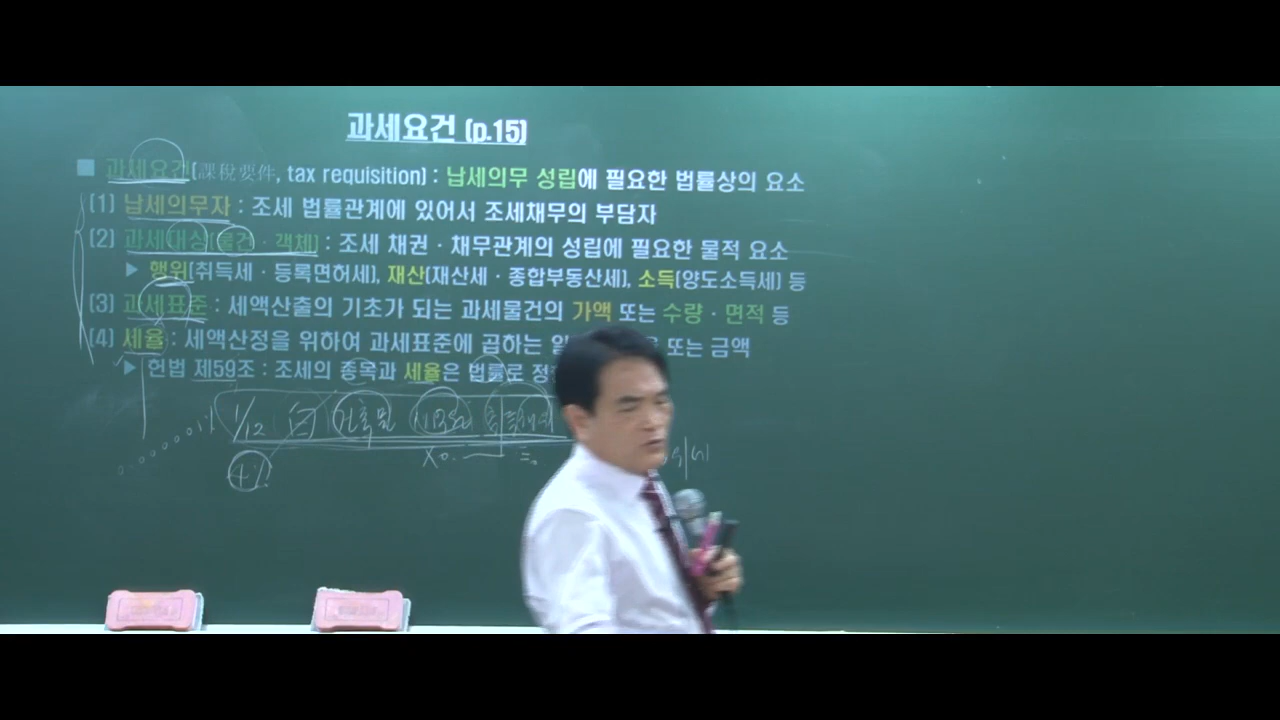 과세요건 (p.15)
■ 과세요건(課稅要件, tax requisition) : 납세의무 성립에 필요한 법률상의 요소
(1) 납세의무자 : 조세 법률관계에 있어서 조세채무의 부담자
(2) 과세대상(물건 · 객체) : 조세 채권 · 채무관계의 성립에 필요한 물적 요소
▶ 행위(취득세 · 등록면허세), 재산(재산세 · 종합부동산세), 소득(양도소득세) 등
(3) 과세표준 : 세액산출의 기초가 되는 과세물건의 가액 또는 수량 · 면적 등
(4) 세율 : 세액산정을 위하여 과세표준에 곱하는 또는 금액
▶ 헌법 제59조 : 조세의 종목과 세율은 법률로
1/12 건축물
4%